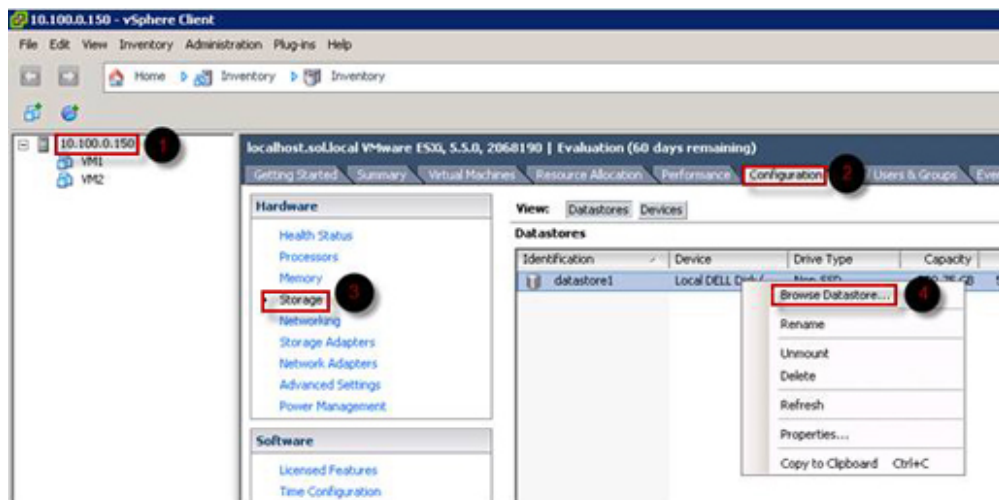 10.100.0.150 - vSphere Client
File Edit View Inventory Administration Plug-ins Help
Home Inventory Inventory
10.100.0.150 1
VM1
VM2
localhost.sol.local VMware ESXi, 5.5.0, 2068190 | Evaluation (60 days remaining)
Getting Started Summary Virtual Machines Resource Allocation Performance Configuration 2 Users & Groups
Hardware
Health Status
Processors
Memory
Storage 3
Networking
Storage Adapters
Network Adapters
Advanced Settings
Power Management
Software
Licensed Features
Time Configuration
View: Datastores Devices
Datastores
Identification Device Drive Type Capacity
datastore1 Local DELL Disk ( Non-SSD GB
Browse Datastore... 4
Rename
Unmount
Delete
Refresh
Properties...
Copy to Clipboard Ctrl+C